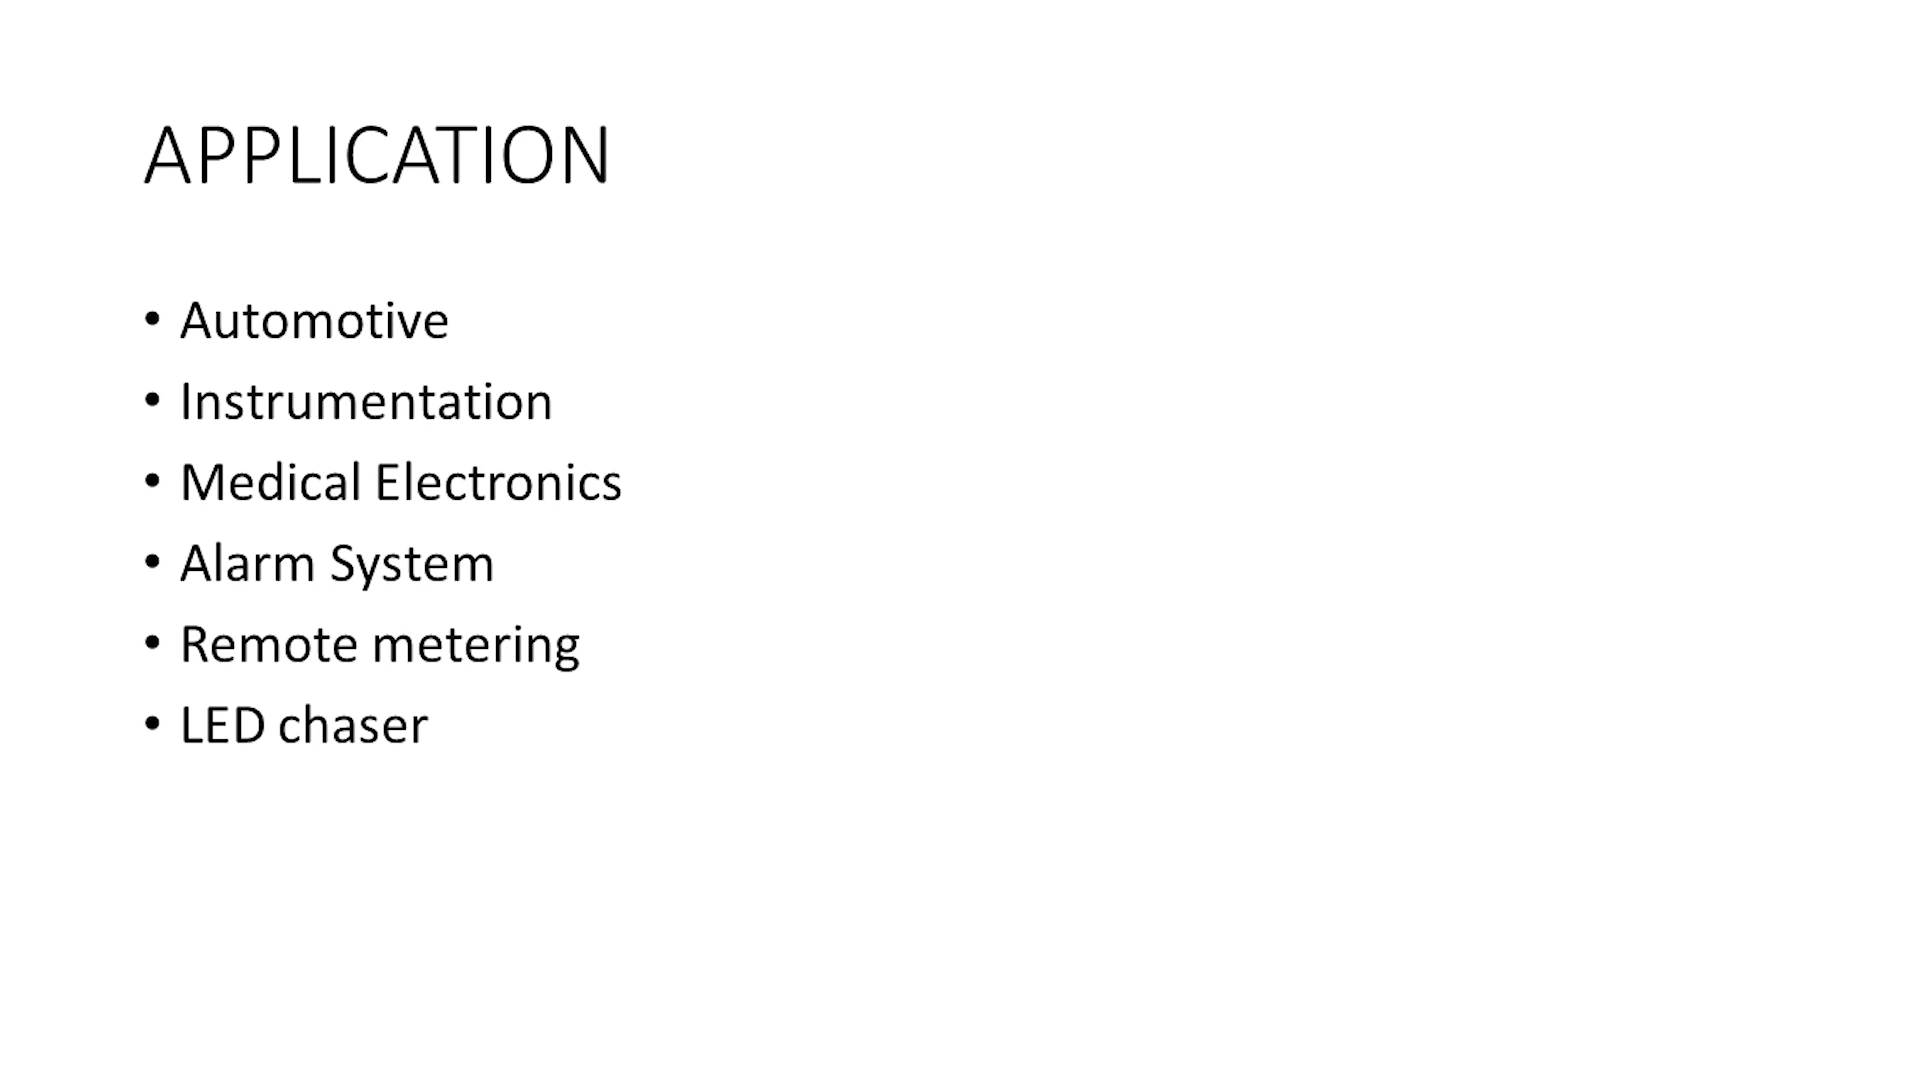 APPLICATION
• Automotive
• Instrumentation
• Medical Electronics
• Alarm System
• Remote metering
• LED chaser